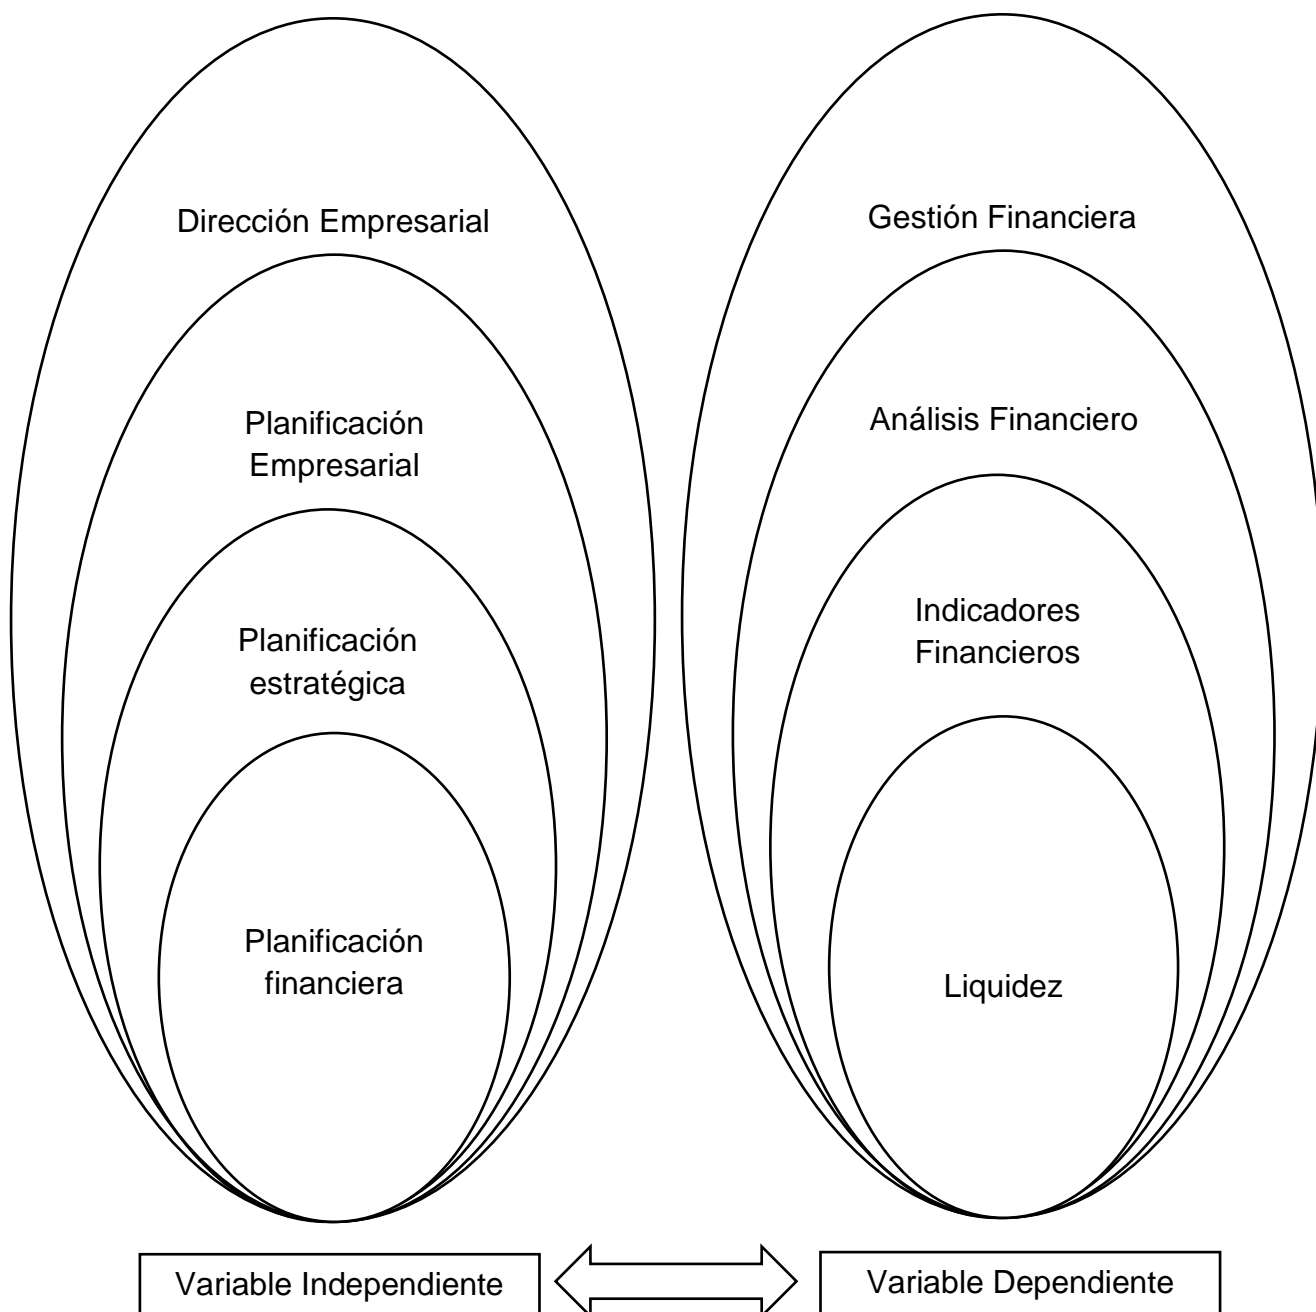 Dirección Empresarial
Planificación
Empresarial
Planificación
estratégica
Planificación
financiera
Variable Independiente
Gestión Financiera
Análisis Financiero
Indicadores
Financieros
Liquidez
Variable Dependiente